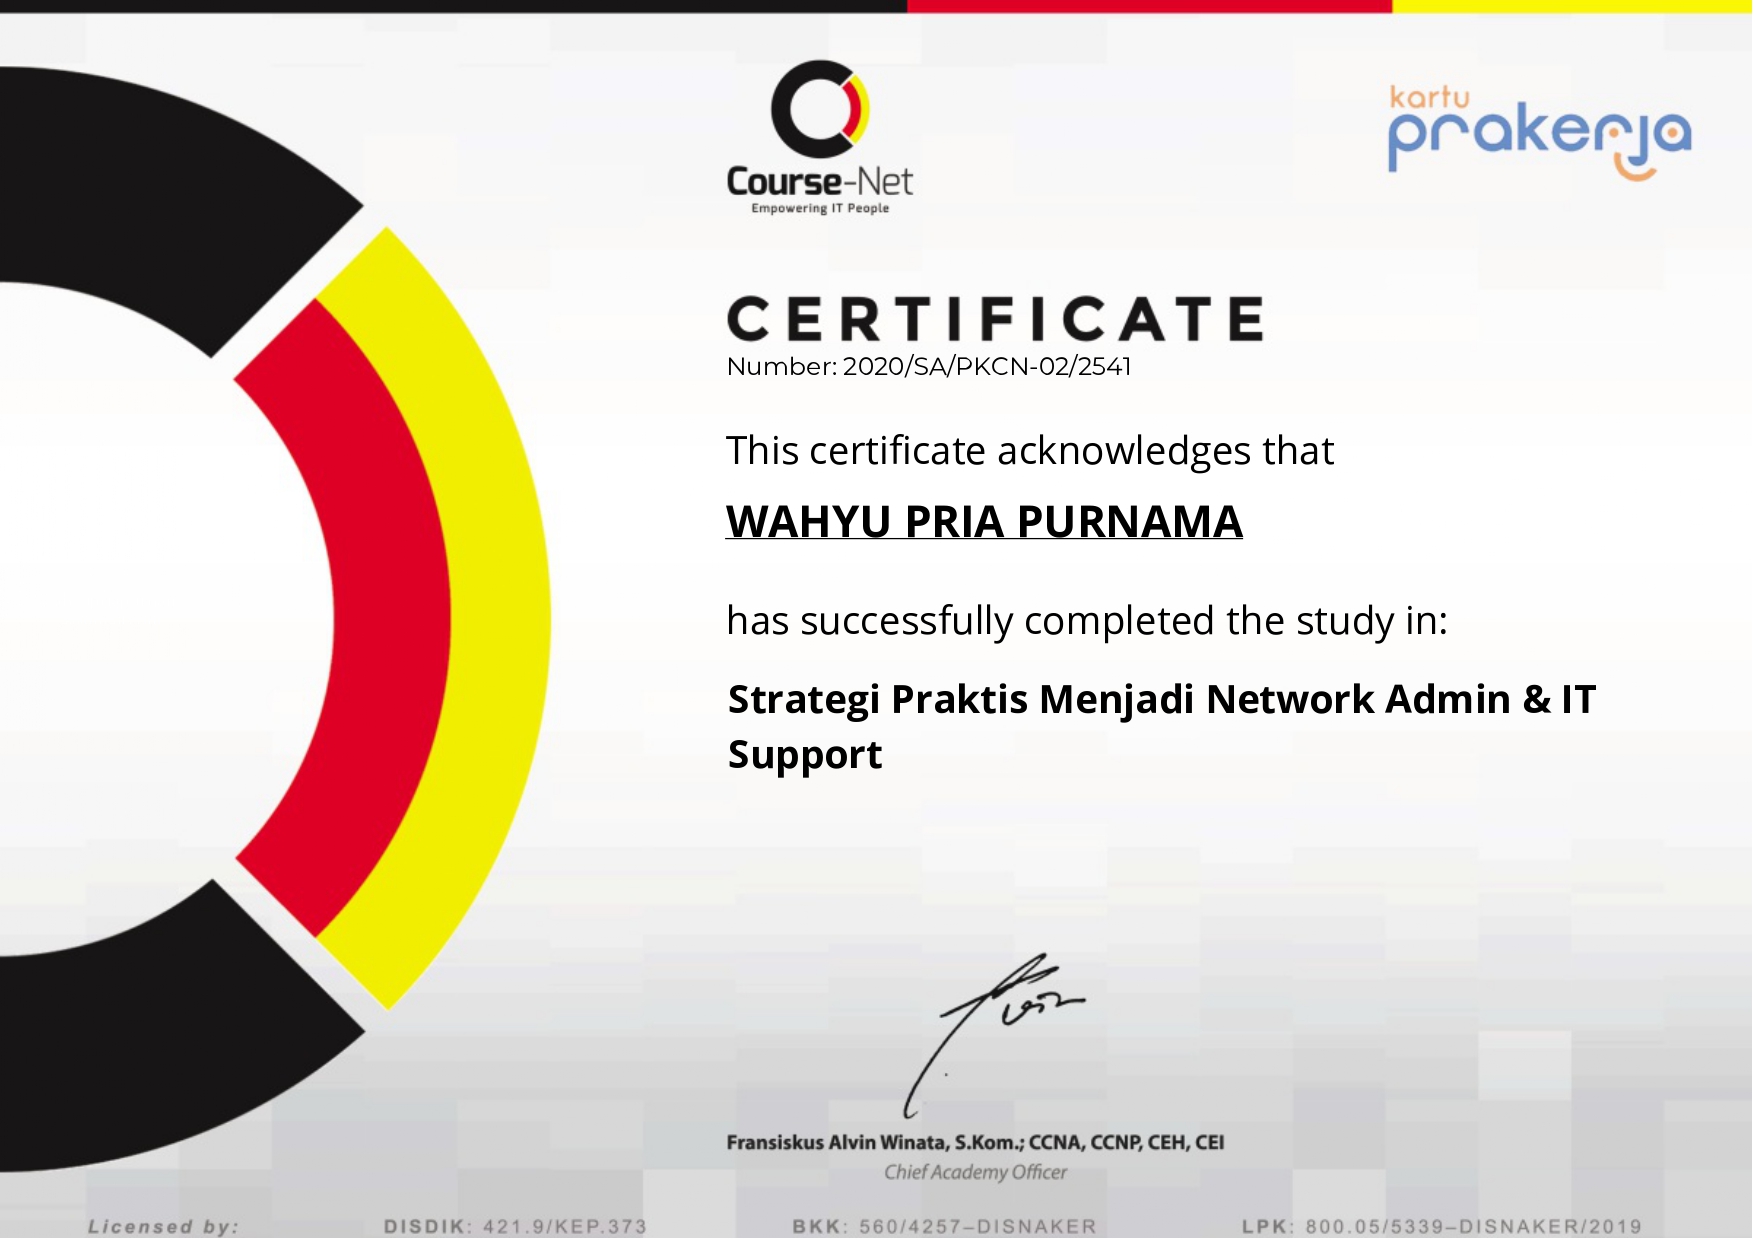 Course-Net
Empowering IT People
kartu
prakerja
CERTIFICATE
Number: 2020/SA/PKCN-02/2541
This certificate acknowledges that
WAHYU PRIA PURNAMA
has successfully completed the study in:
Strategi Praktis Menjadi Network Admin & IT
Support
Fransiskus Alvin Winata, S.Kom.; CCNA, CCNP, CEH, CEI
Chief Academy Officer
Licensed by: DISDIK: 421.9/KEP.373 BKK: 560/4257–DISNAKER LPK: 800.05/5339–DISNAKER/2019